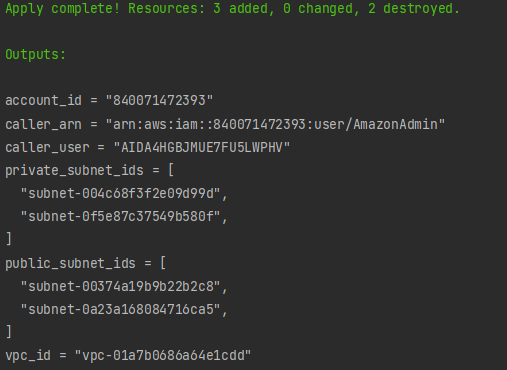 Apply complete! Resources: 3 added, 0 changed, 2 destroyed.
Outputs:
account_id = "840071472393"
caller_arn = "arn:aws:iam::840071472393:user/AmazonAdmin"
caller_user = "AIDA4HGBJMUE7FU5LWPHV"
private_subnet_ids = [
  "subnet-004c68f3f2e09d99d",
  "subnet-0f5e87c37549b580f",
]
public_subnet_ids = [
  "subnet-00374a19b9b22b2c8",
  "subnet-0a23a168084716ca5",
]
vpc_id = "vpc-01a7b0686a64e1cdd"